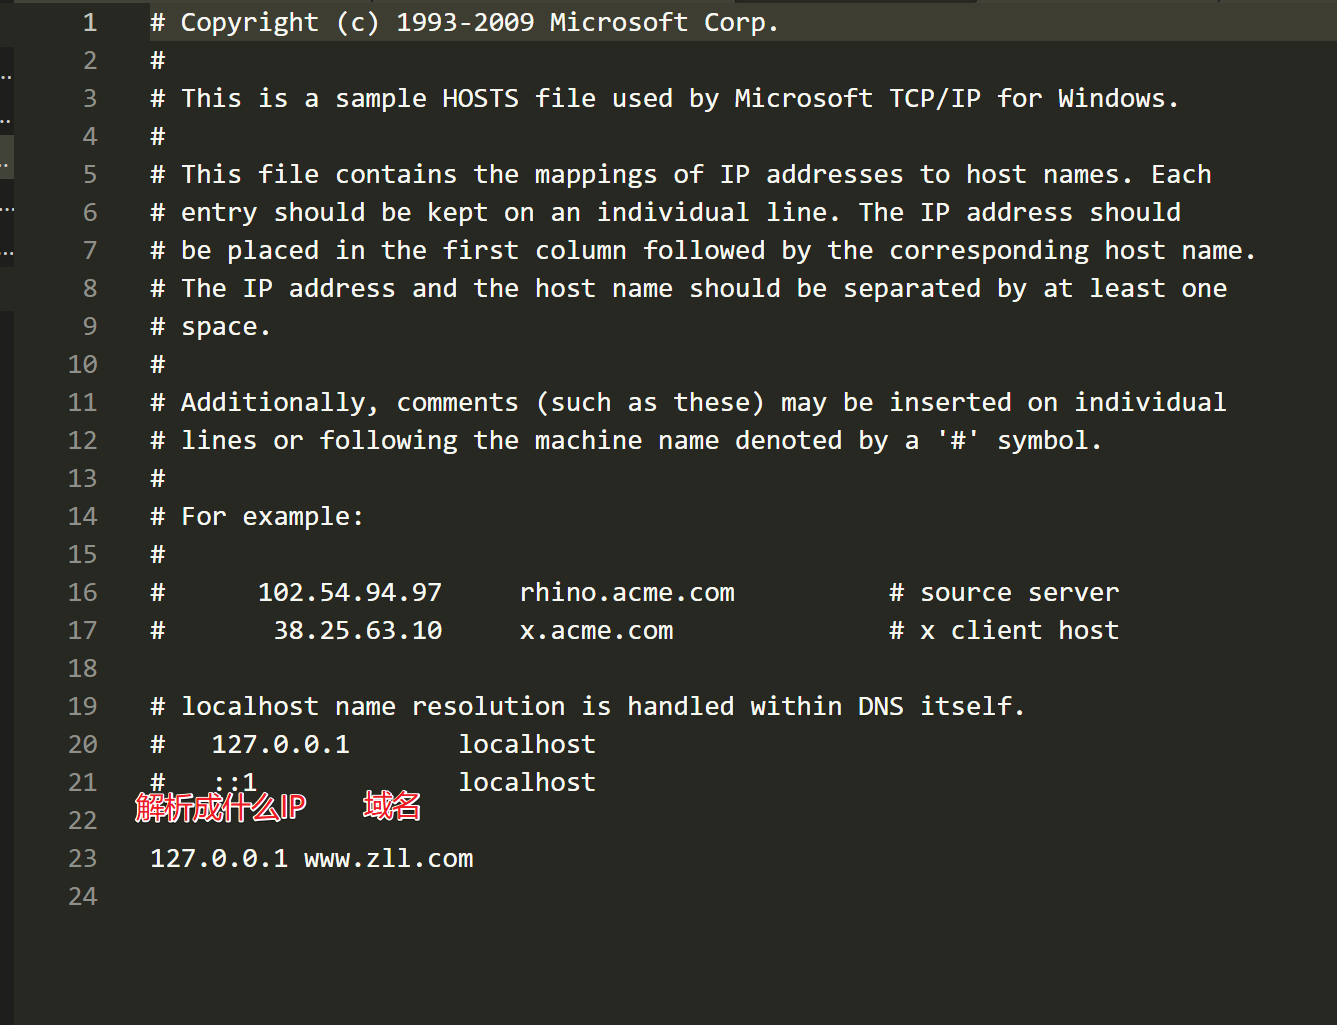 1 # Copyright (c) 1993-2009 Microsoft Corp.
2 #
3 # This is a sample HOSTS file used by Microsoft TCP/IP for Windows.
4 #
5 # This file contains the mappings of IP addresses to host names. Each
6 # entry should be kept on an individual line. The IP address should
7 # be placed in the first column followed by the corresponding host name.
8 # The IP address and the host name should be separated by at least one
9 # space.
10 #
11 # Additionally, comments (such as these) may be inserted on individual
12 # lines or following the machine name denoted by a '#' symbol.
13 #
14 # For example:
15 #
16 #      102.54.94.97     rhino.acme.com          # source server
17 #       38.25.63.10     x.acme.com              # x client host
18
19 # localhost name resolution is handled within DNS itself.
20 #   127.0.0.1       localhost
21 #   ::1             localhost
解析成什么IP 域名
22
23 127.0.0.1 www.zll.com
24